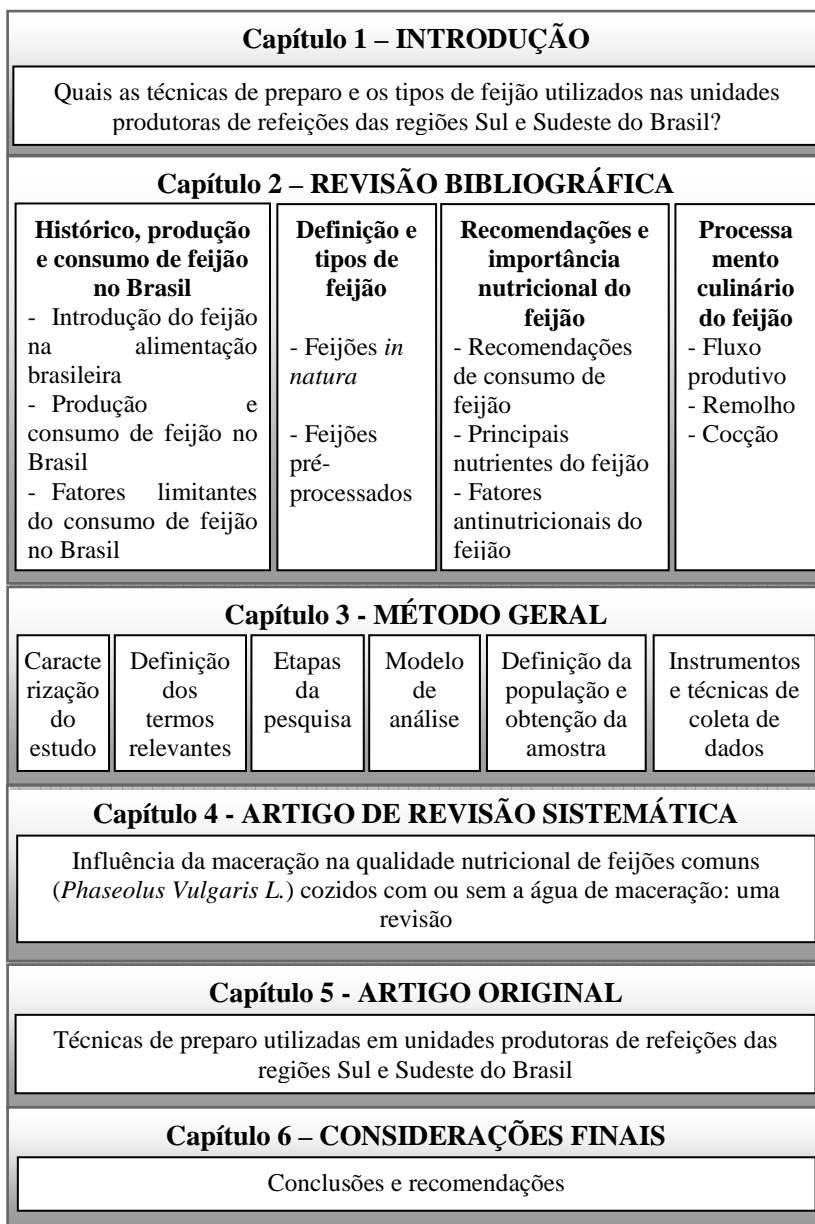 Capítulo 1 – INTRODUÇÃO
Quais as técnicas de preparo e os tipos de feijão utilizados nas unidades
produtoras de refeições das regiões Sul e Sudeste do Brasil?
Capítulo 2 – REVISÃO BIBLIOGRÁFICA
Histórico, produção
e consumo de feijão
no Brasil
- Introdução do feijão
na alimentação
brasileira
- Produção e
consumo de feijão no
Brasil
- Fatores limitantes
do consumo de feijão
no Brasil
Definição e
tipos de
feijão
- Feijões in
natura
- Feijões
pré-
processados
Recomendações e
importância
nutricional do
feijão
- Recomendações
de consumo de
feijão
- Principais
nutrientes do feijão
- Fatores
antinutricionais do
feijão
Processa
mento
culinário
do feijão
- Fluxo
produtivo
- Remolho
- Cocção
Capítulo 3 - MÉTODO GERAL
Caracte
rização
do
estudo
Definição
dos
termos
relevantes
Etapas
da
pesquisa
Modelo
de
análise
Definição da
população e
obtenção da
amostra
Instrumentos
e técnicas de
coleta de
dados
Capítulo 4 - ARTIGO DE REVISÃO SISTEMÁTICA
Influência da maceração na qualidade nutricional de feijões comuns
(Phaseolus Vulgaris L.) cozidos com ou sem a água de maceração: uma
revisão
Capítulo 5 - ARTIGO ORIGINAL
Técnicas de preparo utilizadas em unidades produtoras de refeições das
regiões Sul e Sudeste do Brasil
Capítulo 6 – CONSIDERAÇÕES FINAIS
Conclusões e recomendações